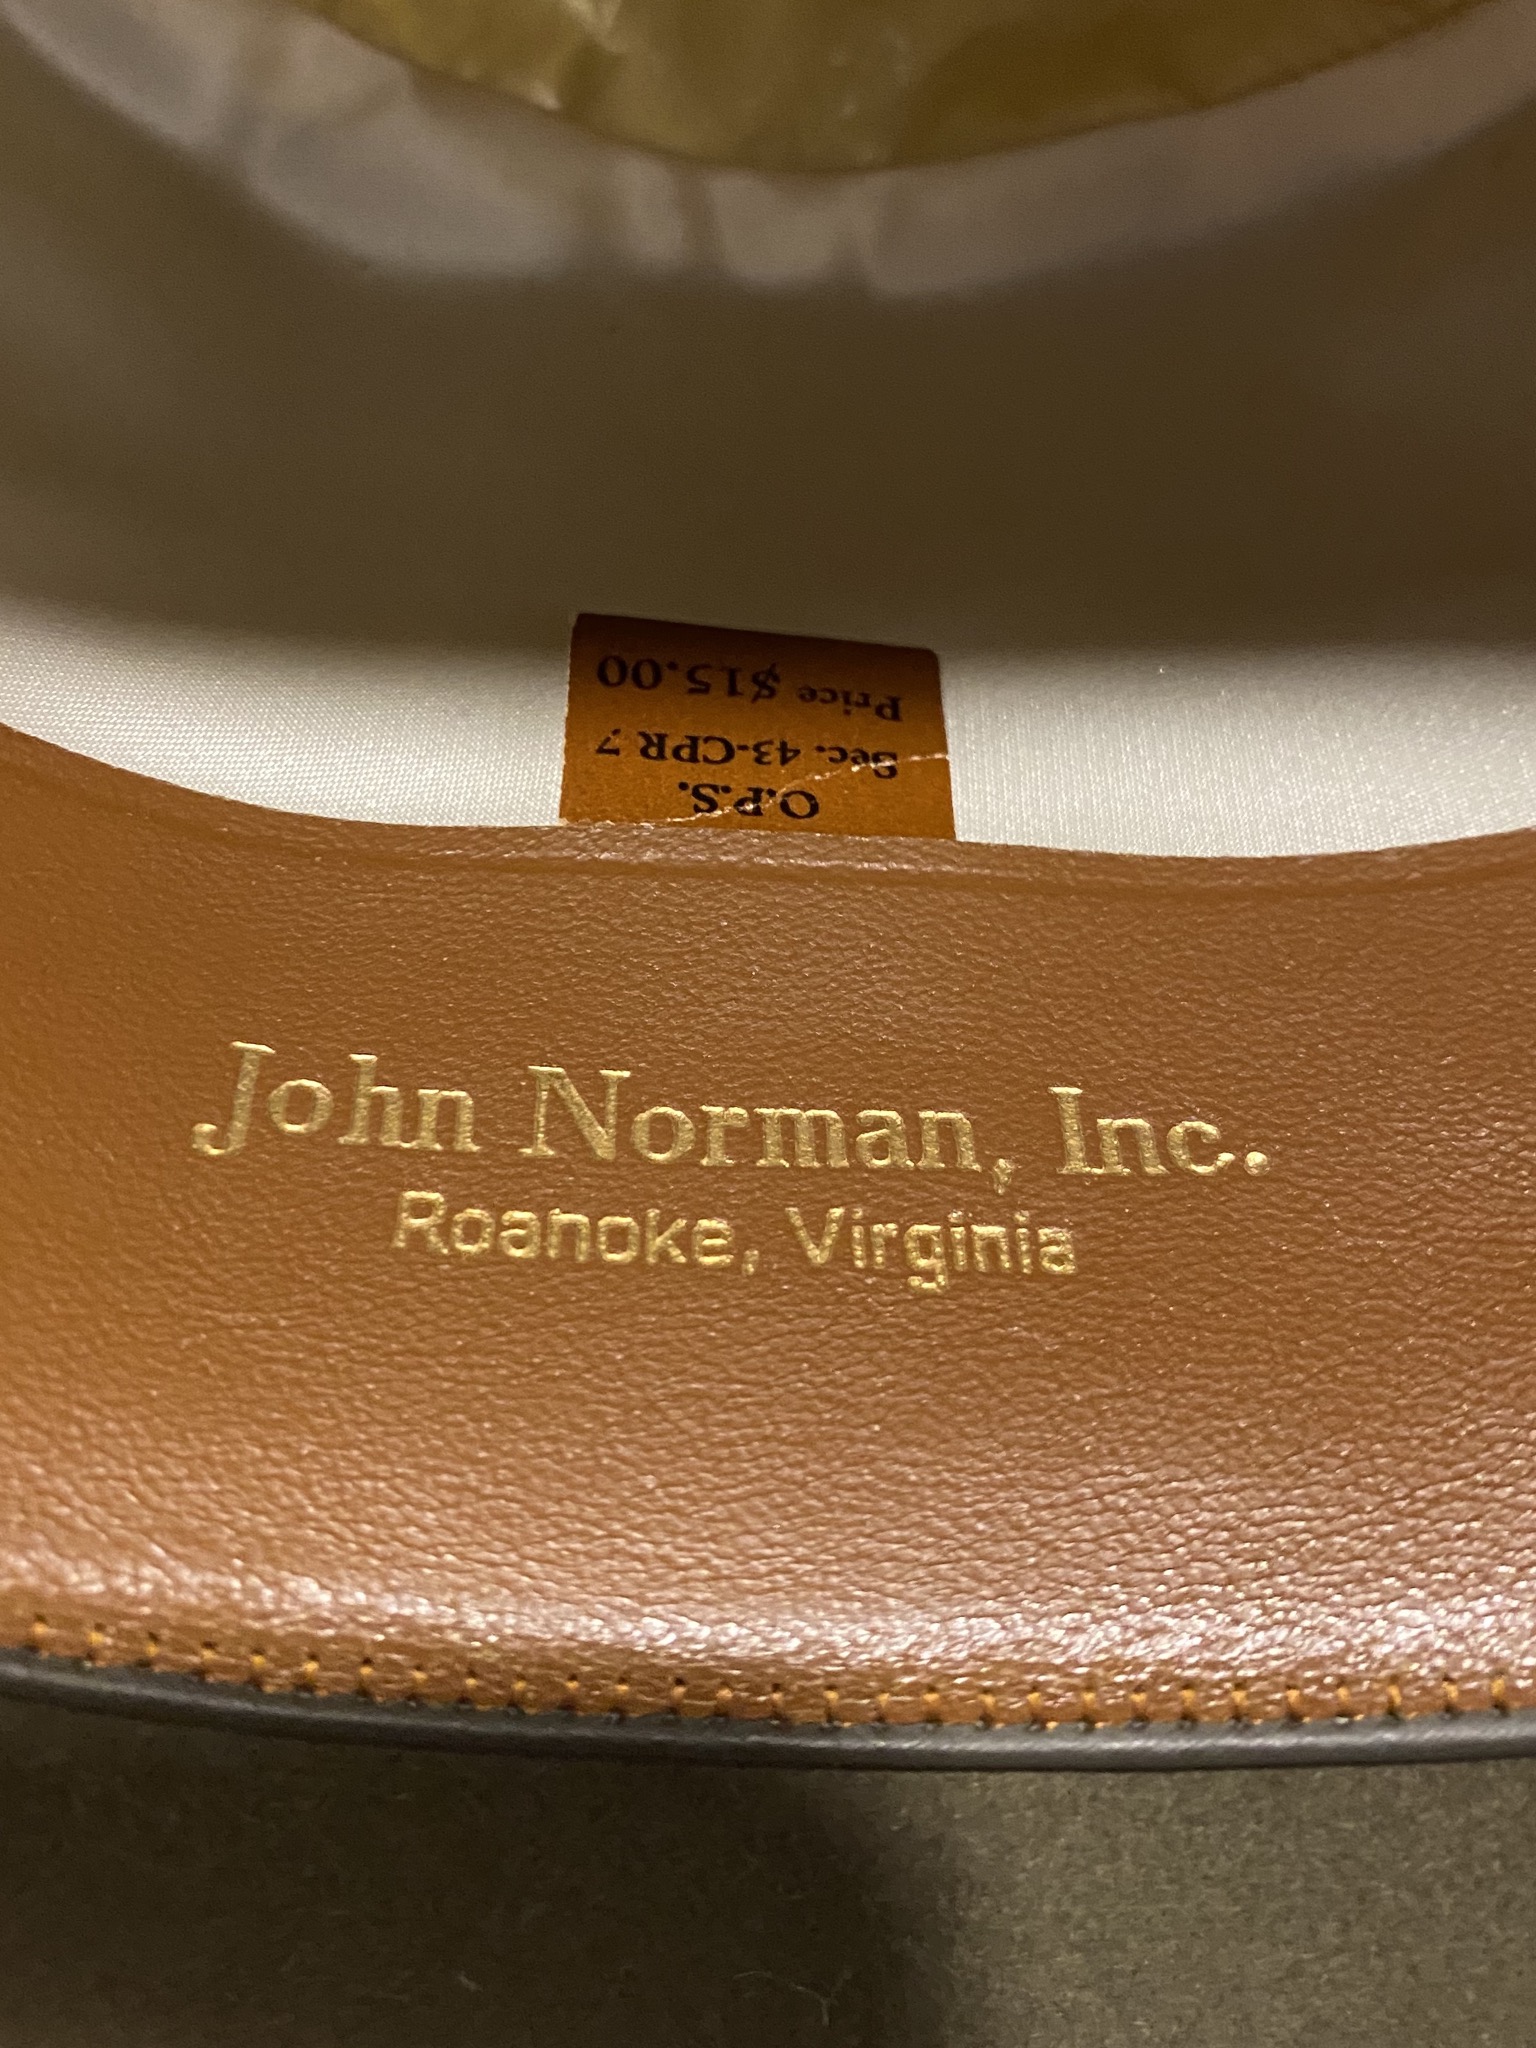 O.P.S.
Sec. 43-CPR 7
Price $15.00
John Norman, Inc.
Roanoke, Virginia